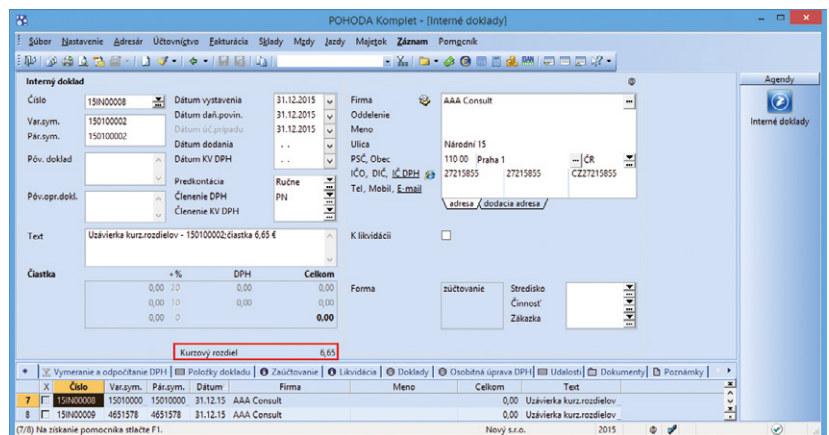 POHODA Komplet - [Interné doklady]
Súbor Nastavenie Adresár Účtovníctvo Fakturácia Sklady Mzdy Jazdy Majetok Záznam Pomocník
Interný doklad
Agendy
Interné doklady
Číslo 15IN00008 Dátum vystavenia 31.12.2015 Firma AAA Consult
Var.sym. 150100002 Dátum daň.povin. 31.12.2015 Oddelenie
Pár.sym. 150100002 Dátum úč.prípadu 31.12.2015 Meno
Dátum dodania . . Ulica Národní 15
Pôv. doklad Dátum KV DPH . . PSČ, Obec 110 00 Praha 1 ČR
IČO, DIČ, IČ DPH 27215855 27215855 CZ27215855
Predkontácia Ručne Tel, Mobil, E-mail
Pôv.opr.dokl. Členenie DPH PN
Členenie KV DPH
adresa dodacia adresa
Text Uzávierka kurz.rozdielov - 150100002;čiastka 6,65 € K likvidácii
Čiastka +% DPH Celkom
0,00 20 0,00 0,00 Forma zúčtovanie Stredisko
0,00 10 0,00 0,00 Činnosť
0,00 0 0,00 Zákazka
Kurzový rozdiel 6,65
Vymeranie a odpočítanie DPH Položky dokladu Zaúčtovanie Likvidácia Doklady Osobitná úprava DPH Udalosti Dokumenty Poznámky
X Číslo Var.sym. Pár.sym. Dátum Firma Meno Celkom Text
7 15IN00008 15010000 15010000 31.12.15 AAA Consult 0,00 Uzávierka kurz.rozdielov
8 15IN00009 4651578 4651578 31.12.15 AAA Consult 0,00 Uzávierka kurz.rozdielov
(7/8) Na získanie pomocníka stlačte F1. Nový s.r.o. 2015